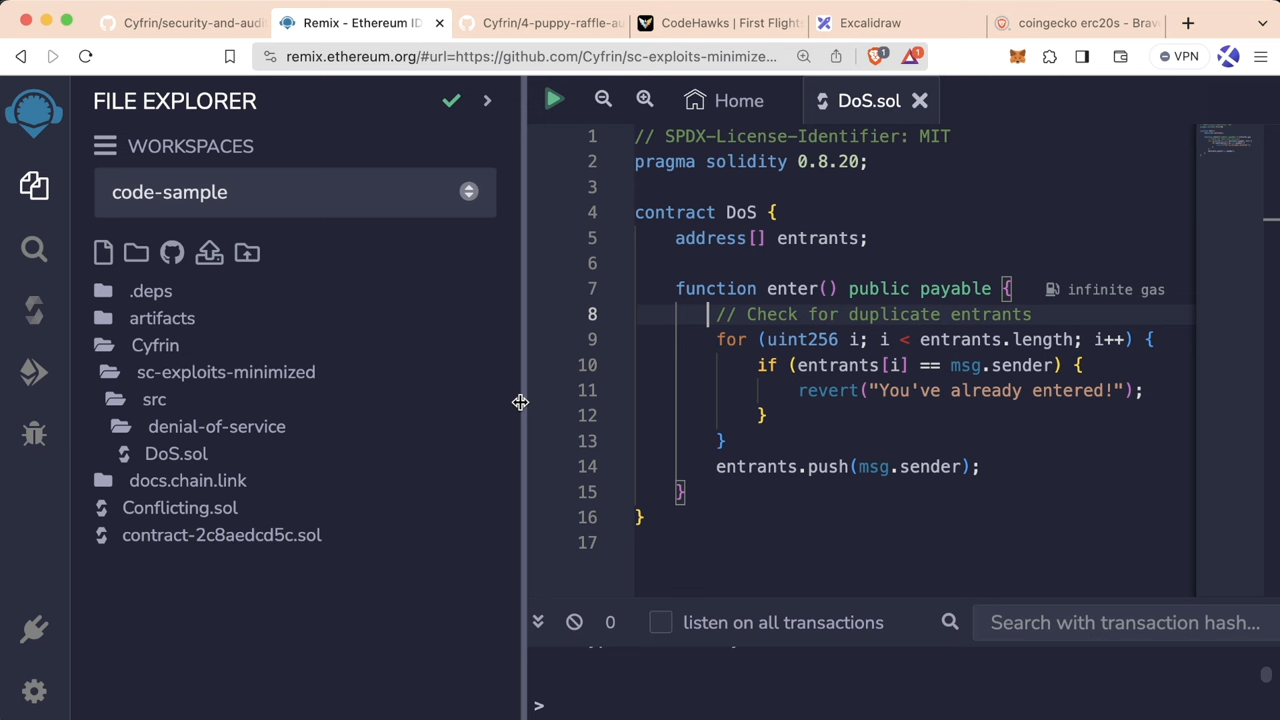 Cyfrin/security-and-audi
Remix - Ethereum ID
Cyfrin/4-puppy-raffle-au
CodeHawks | First Flights
Excalidraw
coingecko erc20s - Brav
remix.ethereum.org/#url=https://github.com/Cyfrin/sc-exploits-minimize...
1
1
VPN
FILE EXPLORER
WORKSPACES
code-sample
.deps
artifacts
Cyfrin
sc-exploits-minimized
src
denial-of-service
DoS.sol
docs.chain.link
Conflicting.sol
contract-2c8aedcd5c.sol
Home
DoS.sol
1 // SPDX-License-Identifier: MIT
2 pragma solidity 0.8.20;
3
4 contract DoS {
5 address[] entrants;
6
7 function enter() public payable { infinite gas
8 // Check for duplicate entrants
9 for (uint256 i; i < entrants.length; i++) {
10 if (entrants[i] == msg.sender) {
11 revert("You've already entered!");
12 }
13 }
14 entrants.push(msg.sender);
15 }
16 }
17
0
listen on all transactions
Search with transaction hash...
>